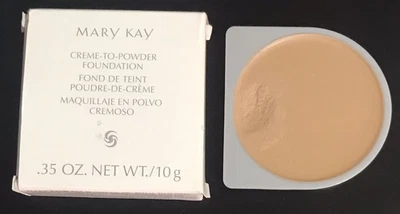 MARY KAY
CREME-TO-POWDER
FOUNDATION
FOND DE TEINT
POUDRE-DE-CRÈME
MAQUILLAJE EN POLVO
CREMOSO
.35 OZ. NET WT./10 g